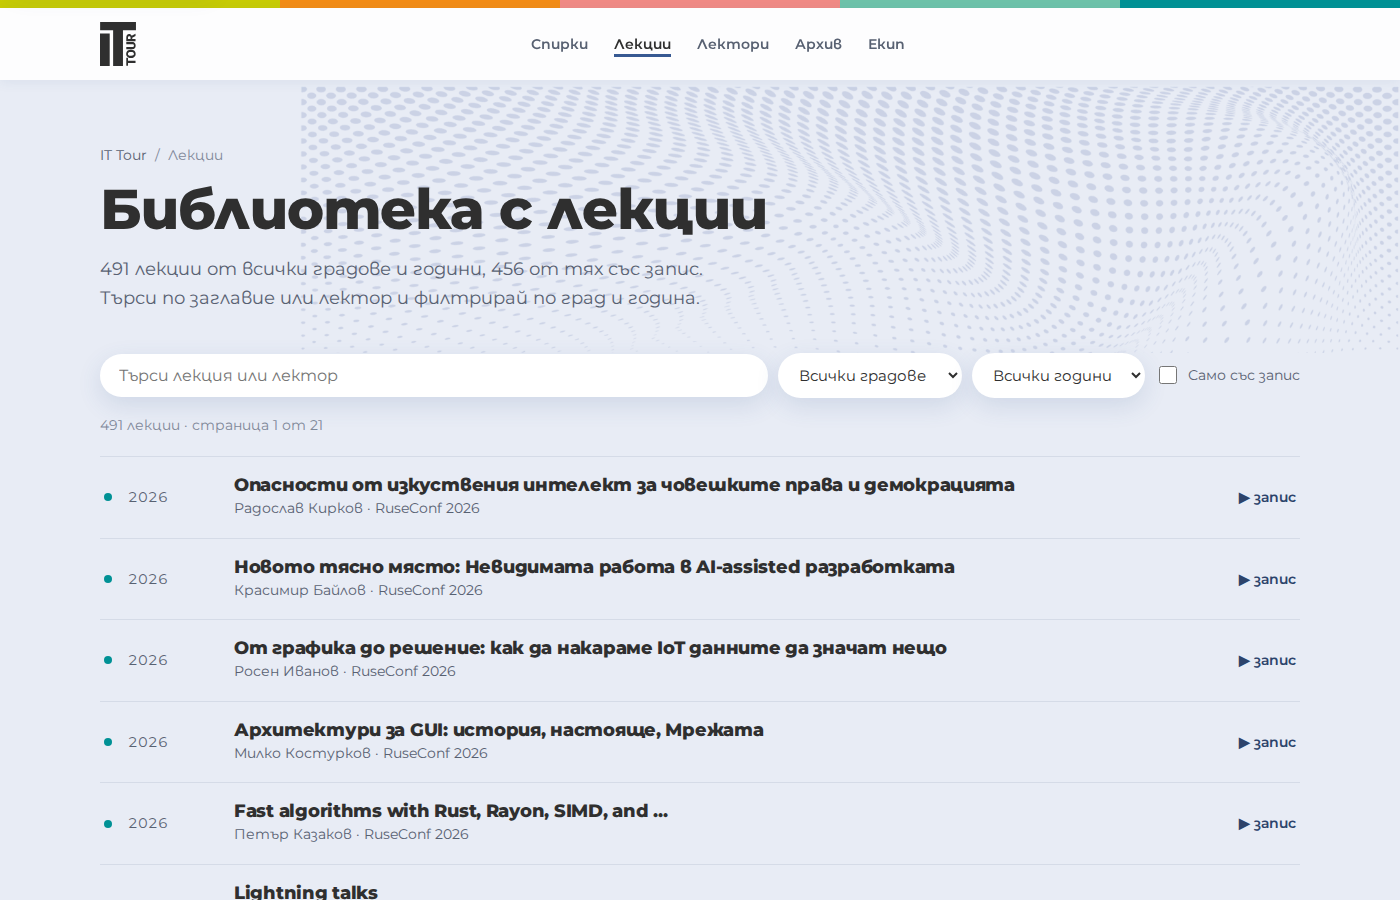 IT TOUR
Спирки Лекции Лектори Архив Екип
IT Tour / Лекции
Библиотека с лекции
491 лекции от всички градове и години, 456 от тях със запис.
Търси по заглавие или лектор и филтрирай по град и година.
Търси лекция или лектор Всички градове Всички години Само със запис
491 лекции · страница 1 от 21
2026 Опасности от изкуствения интелект за човешките права и демокрацията
Радослав Кирков · RuseConf 2026
▶ запис
2026 Новото тясно място: Невидимата работа в AI-assisted разработката
Красимир Байлов · RuseConf 2026
▶ запис
2026 От графика до решение: как да накараме IoT данните да значат нещо
Росен Иванов · RuseConf 2026
▶ запис
2026 Архитектури за GUI: история, настояще, Мрежата
Милко Костурков · RuseConf 2026
▶ запис
2026 Fast algorithms with Rust, Rayon, SIMD, and ...
Петър Казаков · RuseConf 2026
▶ запис
Lightning talks